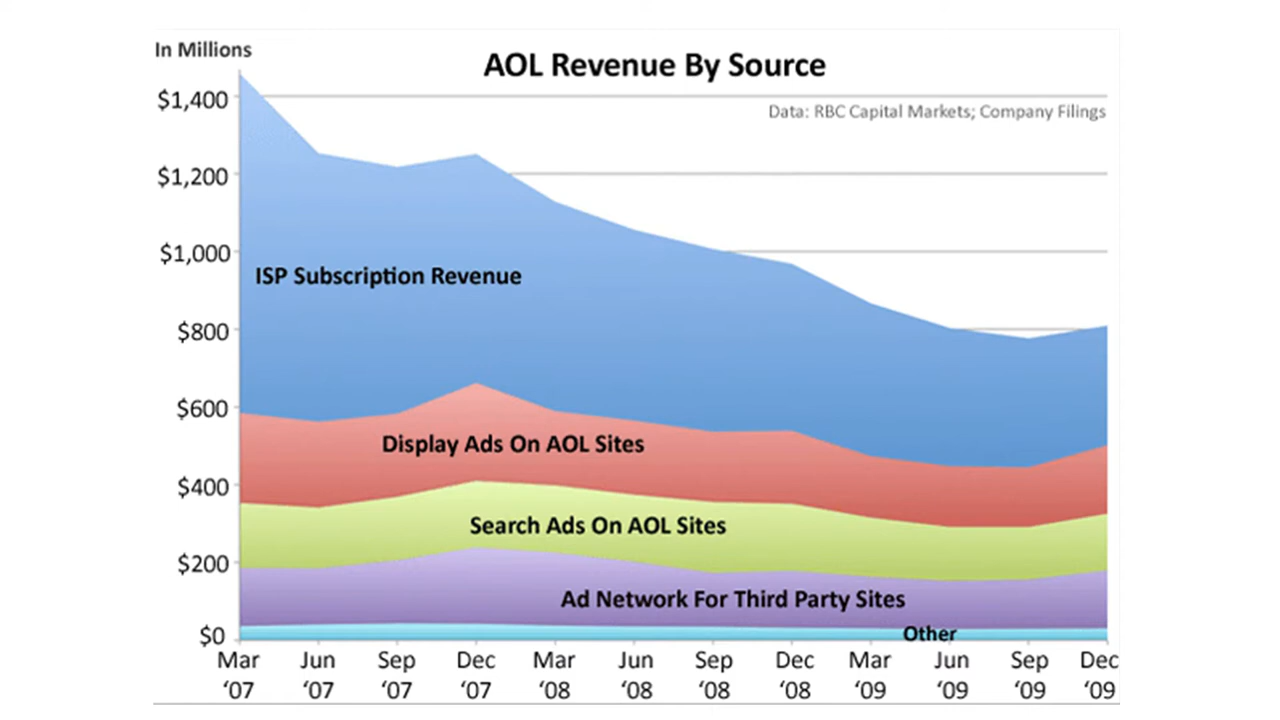 In Millions
AOL Revenue By Source
Data: RBC Capital Markets; Company Filings
$1,400
$1,200
$1,000
$800
$600
$400
$200
$0
ISP Subscription Revenue
Display Ads On AOL Sites
Search Ads On AOL Sites
Ad Network For Third Party Sites
Other
Mar Jun Sep Dec Mar Jun Sep Dec Mar Jun Sep Dec
‘07 ‘07 ‘07 ‘07 ‘08 ‘08 ‘08 ‘08 ‘09 ‘09 ‘09 ‘09